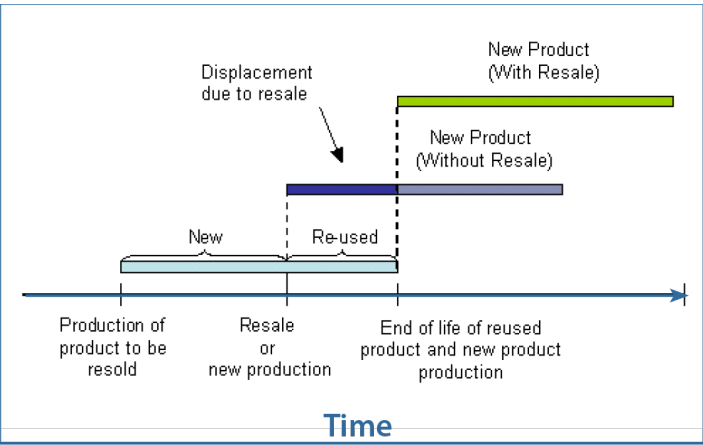 New Product
(With Resale)
Displacement
due to resale
New Product
(Without Resale)
New
Re-used
Production of
product to be
resold
Resale
or
new production
End of life of reused
product and new product
production
Time